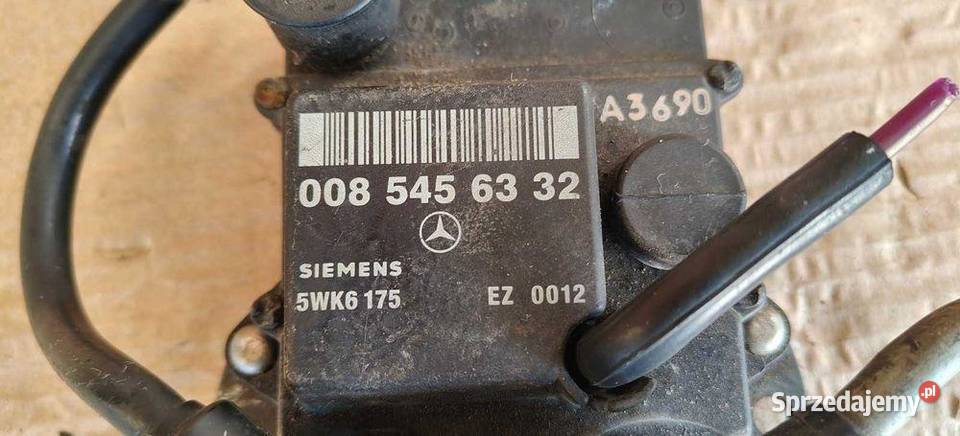 A3690
008 545 63 32
SIEMENS
5WK6 175 EZ 0012
Sprzedajemy.pl